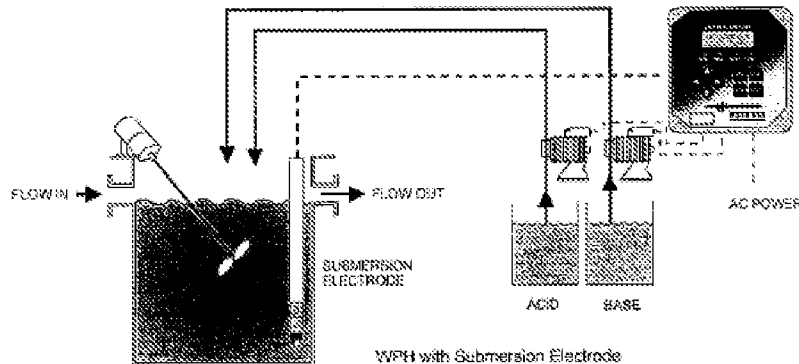 FLOW IN
FLOW OUT
AC POWER
SUBMERSION
ELECTRODE
ACID
BASE
WPH with Submersion Electrode